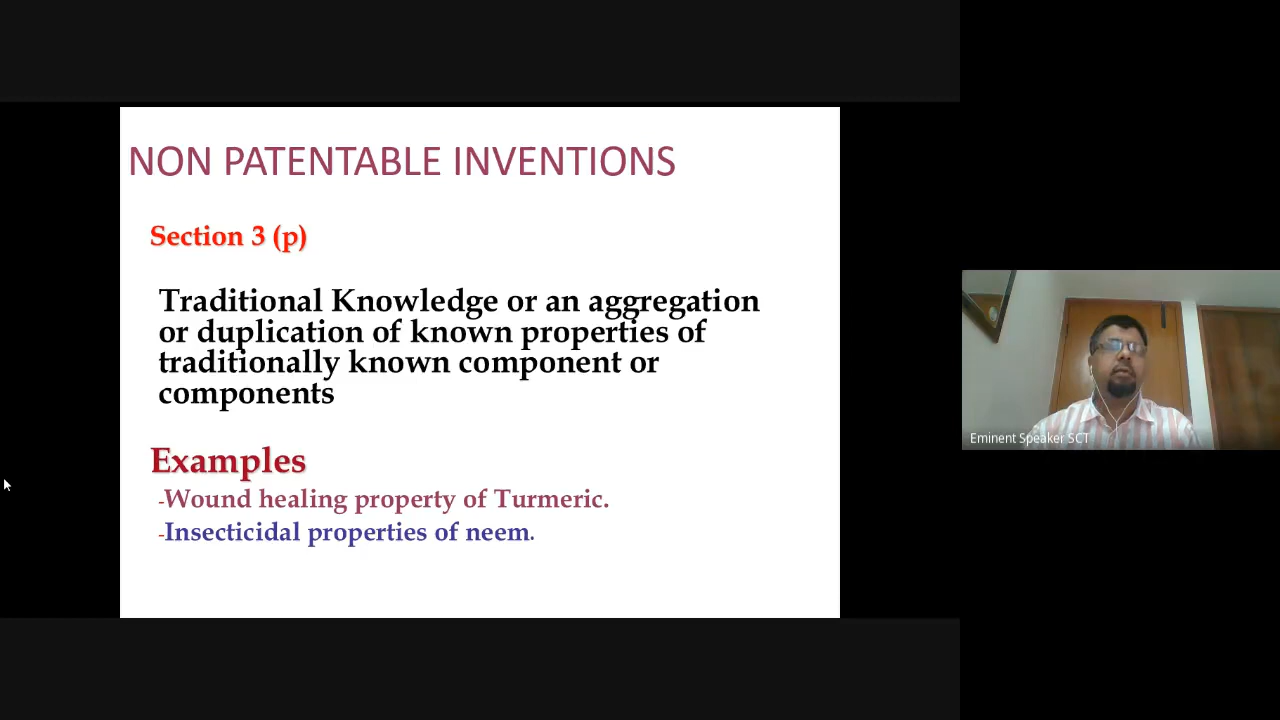 NON PATENTABLE INVENTIONS
Section 3 (p)
Traditional Knowledge or an aggregation
or duplication of known properties of
traditionally known component or
components
Examples
-Wound healing property of Turmeric.
-Insecticidal properties of neem.
Eminent Speaker SCT